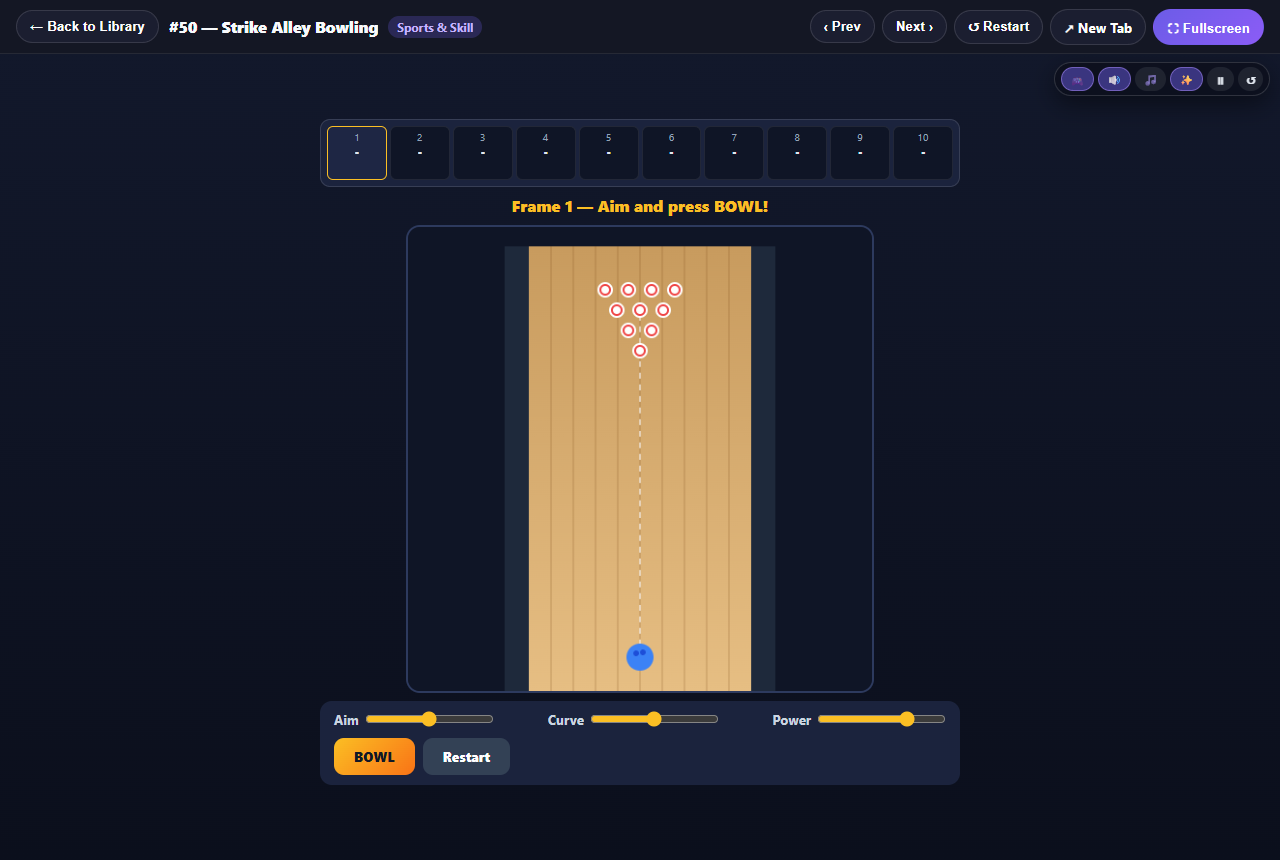 ← Back to Library #50 — Strike Alley Bowling Sports & Skill ‹ Prev Next › ↺ Restart ↗ New Tab ⛶ Fullscreen
1 2 3 4 5 6 7 8 9 10
- - - - - - - - - -
Frame 1 — Aim and press BOWL!
Aim Curve Power
BOWL Restart